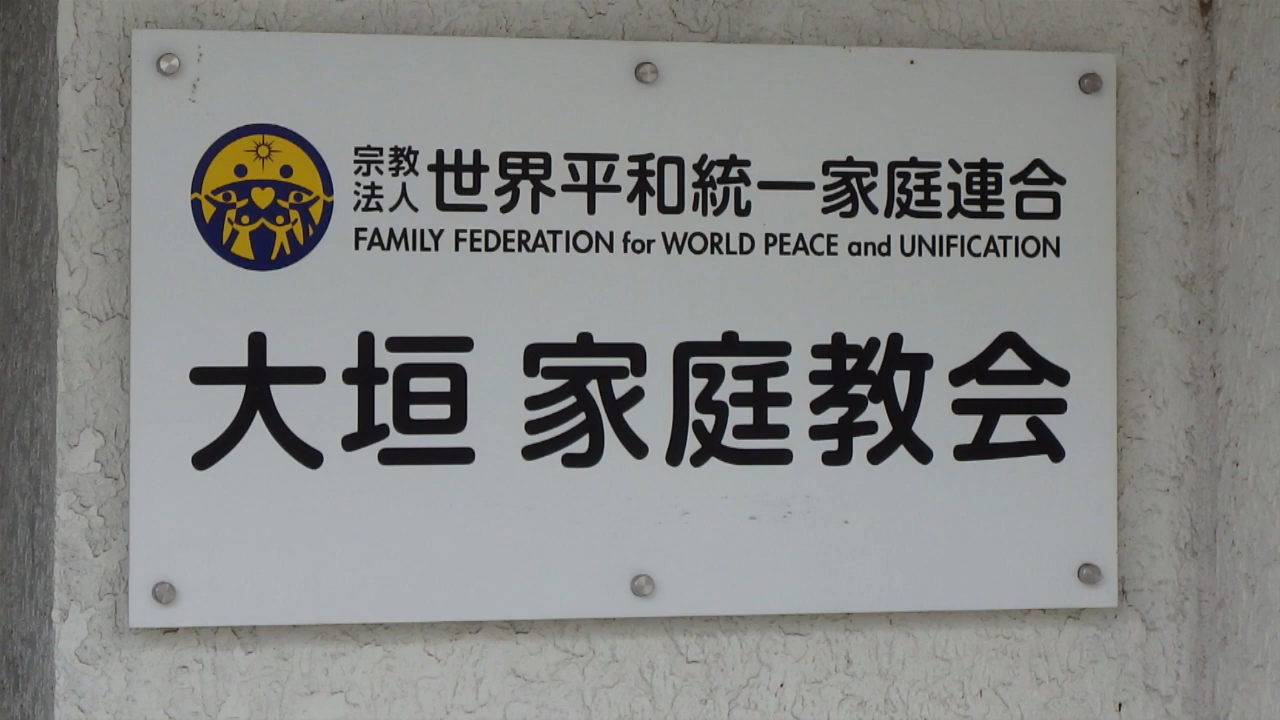 宗教法人 世界平和統一家庭連合
FAMILY FEDERATION for WORLD PEACE and UNIFICATION
大垣 家庭教会